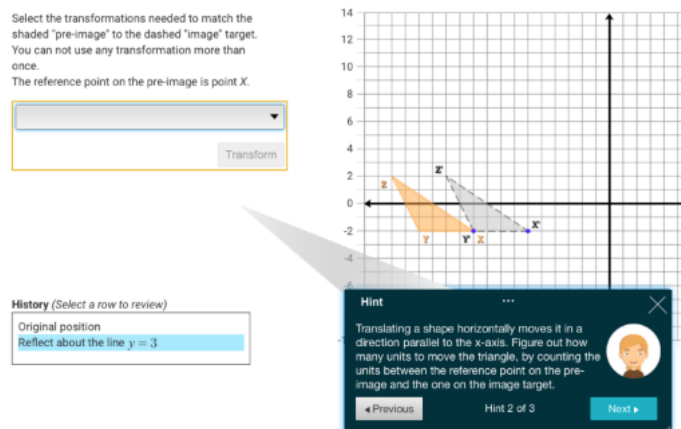 Select the transformations needed to match the
shaded "pre-image" to the dashed "image" target.
You can not use any transformation more than
once.
The reference point on the pre-image is point X.
Transform
History (Select a row to review)
Original position
Reflect about the line y = 3
14
12
10
8
6
4
2
0
-2
-4
Z
Z'
Y
Y'
X
X'
Hint
...
Translating a shape horizontally moves it in a
direction parallel to the x-axis. Figure out how
many units to move the triangle, by counting the
units between the reference point on the pre-
image and the one on the image target.
Previous
Hint 2 of 3
Next